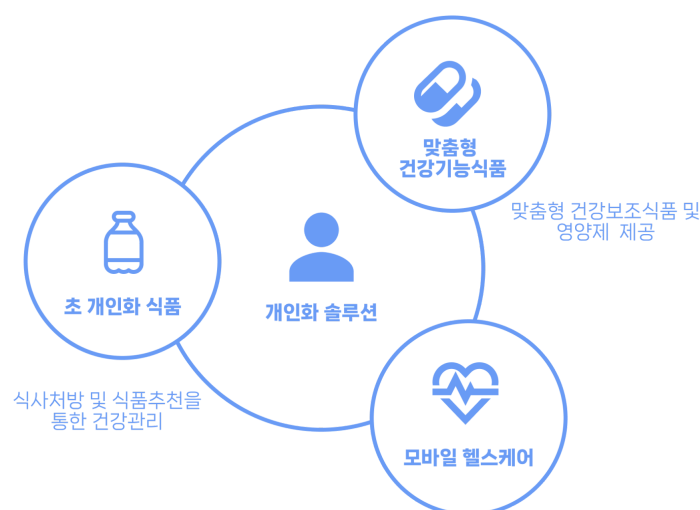 맞춤형
건강기능식품
맞춤형 건강보조식품 및
영양제 제공
초 개인화 식품
개인화 솔루션
식사처방 및 식품추천을
통한 건강관리
모바일 헬스케어